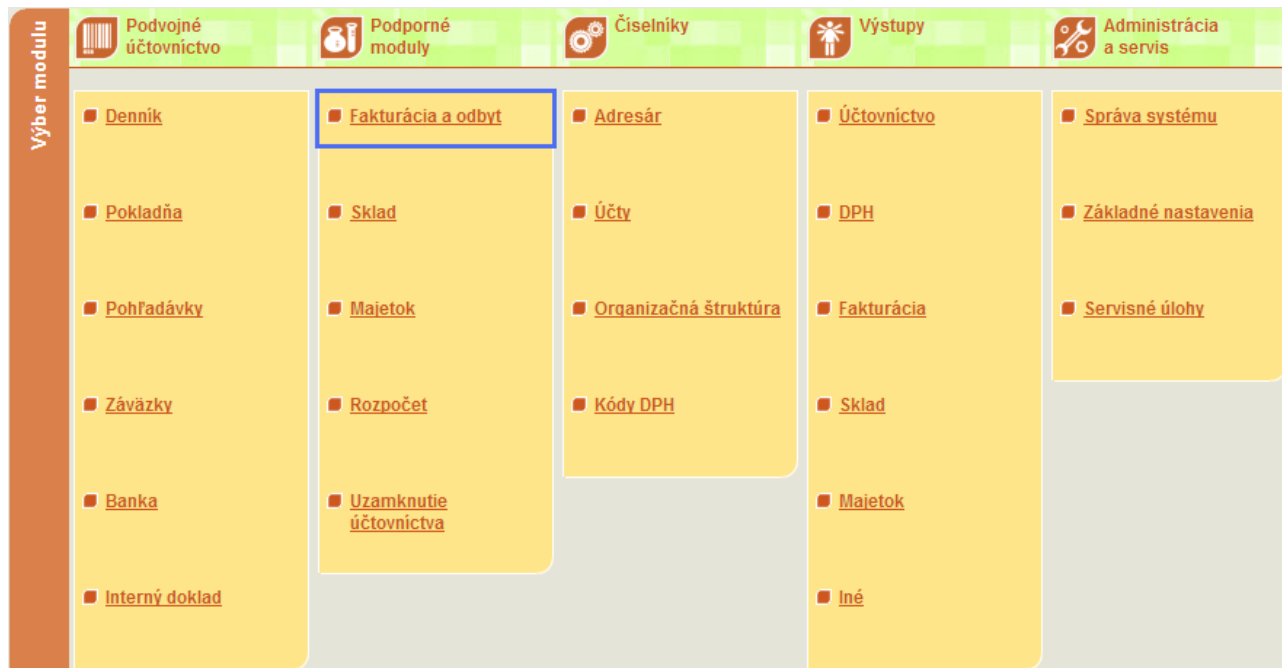 Výber modulu
Podvojné
účtovníctvo
Podporné
moduly
Číselníky
Výstupy
Administrácia
a servis
Denník
Pokladňa
Pohľadávky
Záväzky
Banka
Interný doklad
Fakturácia a odbyt
Sklad
Majetok
Rozpočet
Uzamknutie
účtovníctva
Adresár
Účty
Organizačná štruktúra
Kódy DPH
Účtovníctvo
DPH
Fakturácia
Sklad
Majetok
Iné
Správa systému
Základné nastavenia
Servisné úlohy